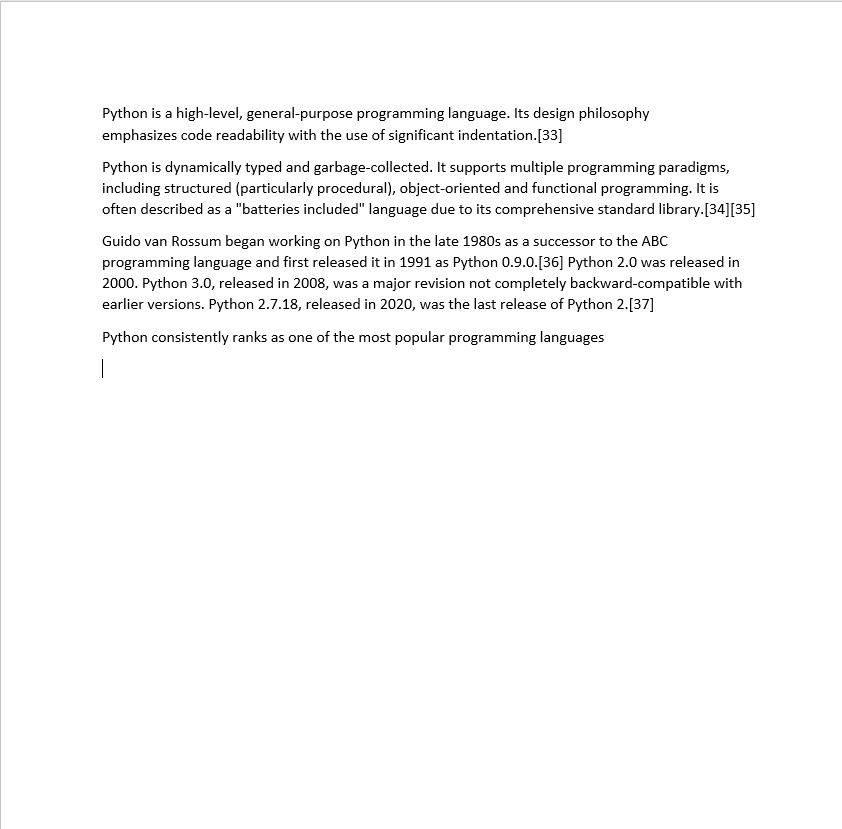 Python is a high-level, general-purpose programming language. Its design philosophy
emphasizes code readability with the use of significant indentation.[33]
Python is dynamically typed and garbage-collected. It supports multiple programming paradigms,
including structured (particularly procedural), object-oriented and functional programming. It is
often described as a "batteries included" language due to its comprehensive standard library.[34][35]
Guido van Rossum began working on Python in the late 1980s as a successor to the ABC
programming language and first released it in 1991 as Python 0.9.0.[36] Python 2.0 was released in
2000. Python 3.0, released in 2008, was a major revision not completely backward-compatible with
earlier versions. Python 2.7.18, released in 2020, was the last release of Python 2.[37]
Python consistently ranks as one of the most popular programming languages